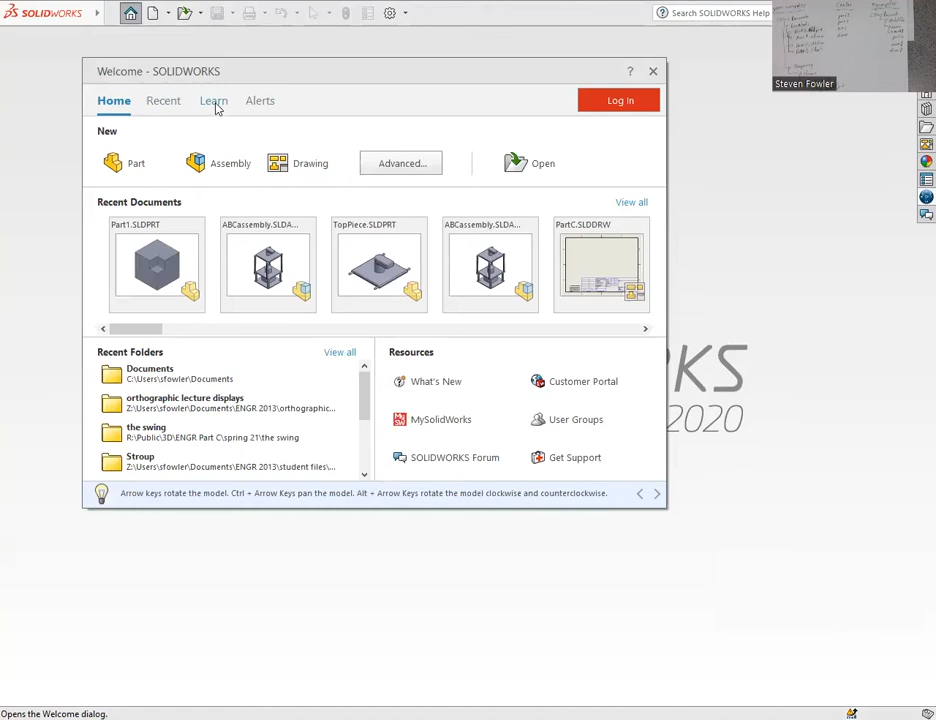 SOLIDWORKS
Search SOLIDWORKS Help
Steven Fowler
Welcome - SOLIDWORKS
?
Home Recent Learn Alerts
Log In
New
Part Assembly Drawing Advanced... Open
Recent Documents View all
Part1.SLDPRT ABCassembly.SLDA... TopPiece.SLDPRT ABCassembly.SLDA... PartC.SLDDRW
Recent Folders View all
Documents
C:\Users\sfowler\Documents
orthographic lecture displays
Z:\Users\sfowler\Documents\ENGR 2013\orthographic...
the swing
R:\Public\3D\ENGR Part C\spring 21\the swing
Stroup
Z:\Users\sfowler\Documents\ENGR 2013\student files\...
Resources
What's New Customer Portal
MySolidWorks User Groups
SOLIDWORKS Forum Get Support
RKS
2020
Arrow keys rotate the model. Ctrl + Arrow Keys pan the model. Alt + Arrow Keys rotate the model clockwise and counterclockwise.
Opens the Welcome dialog.